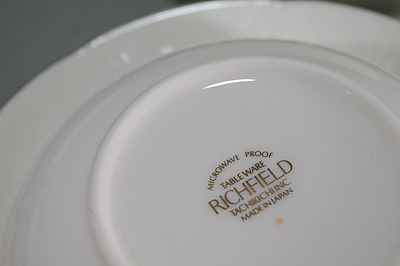 MICROWAVE PROOF
TABLEWARE
RICHFIELD
TACHIKICHI INC.
MADE IN JAPAN